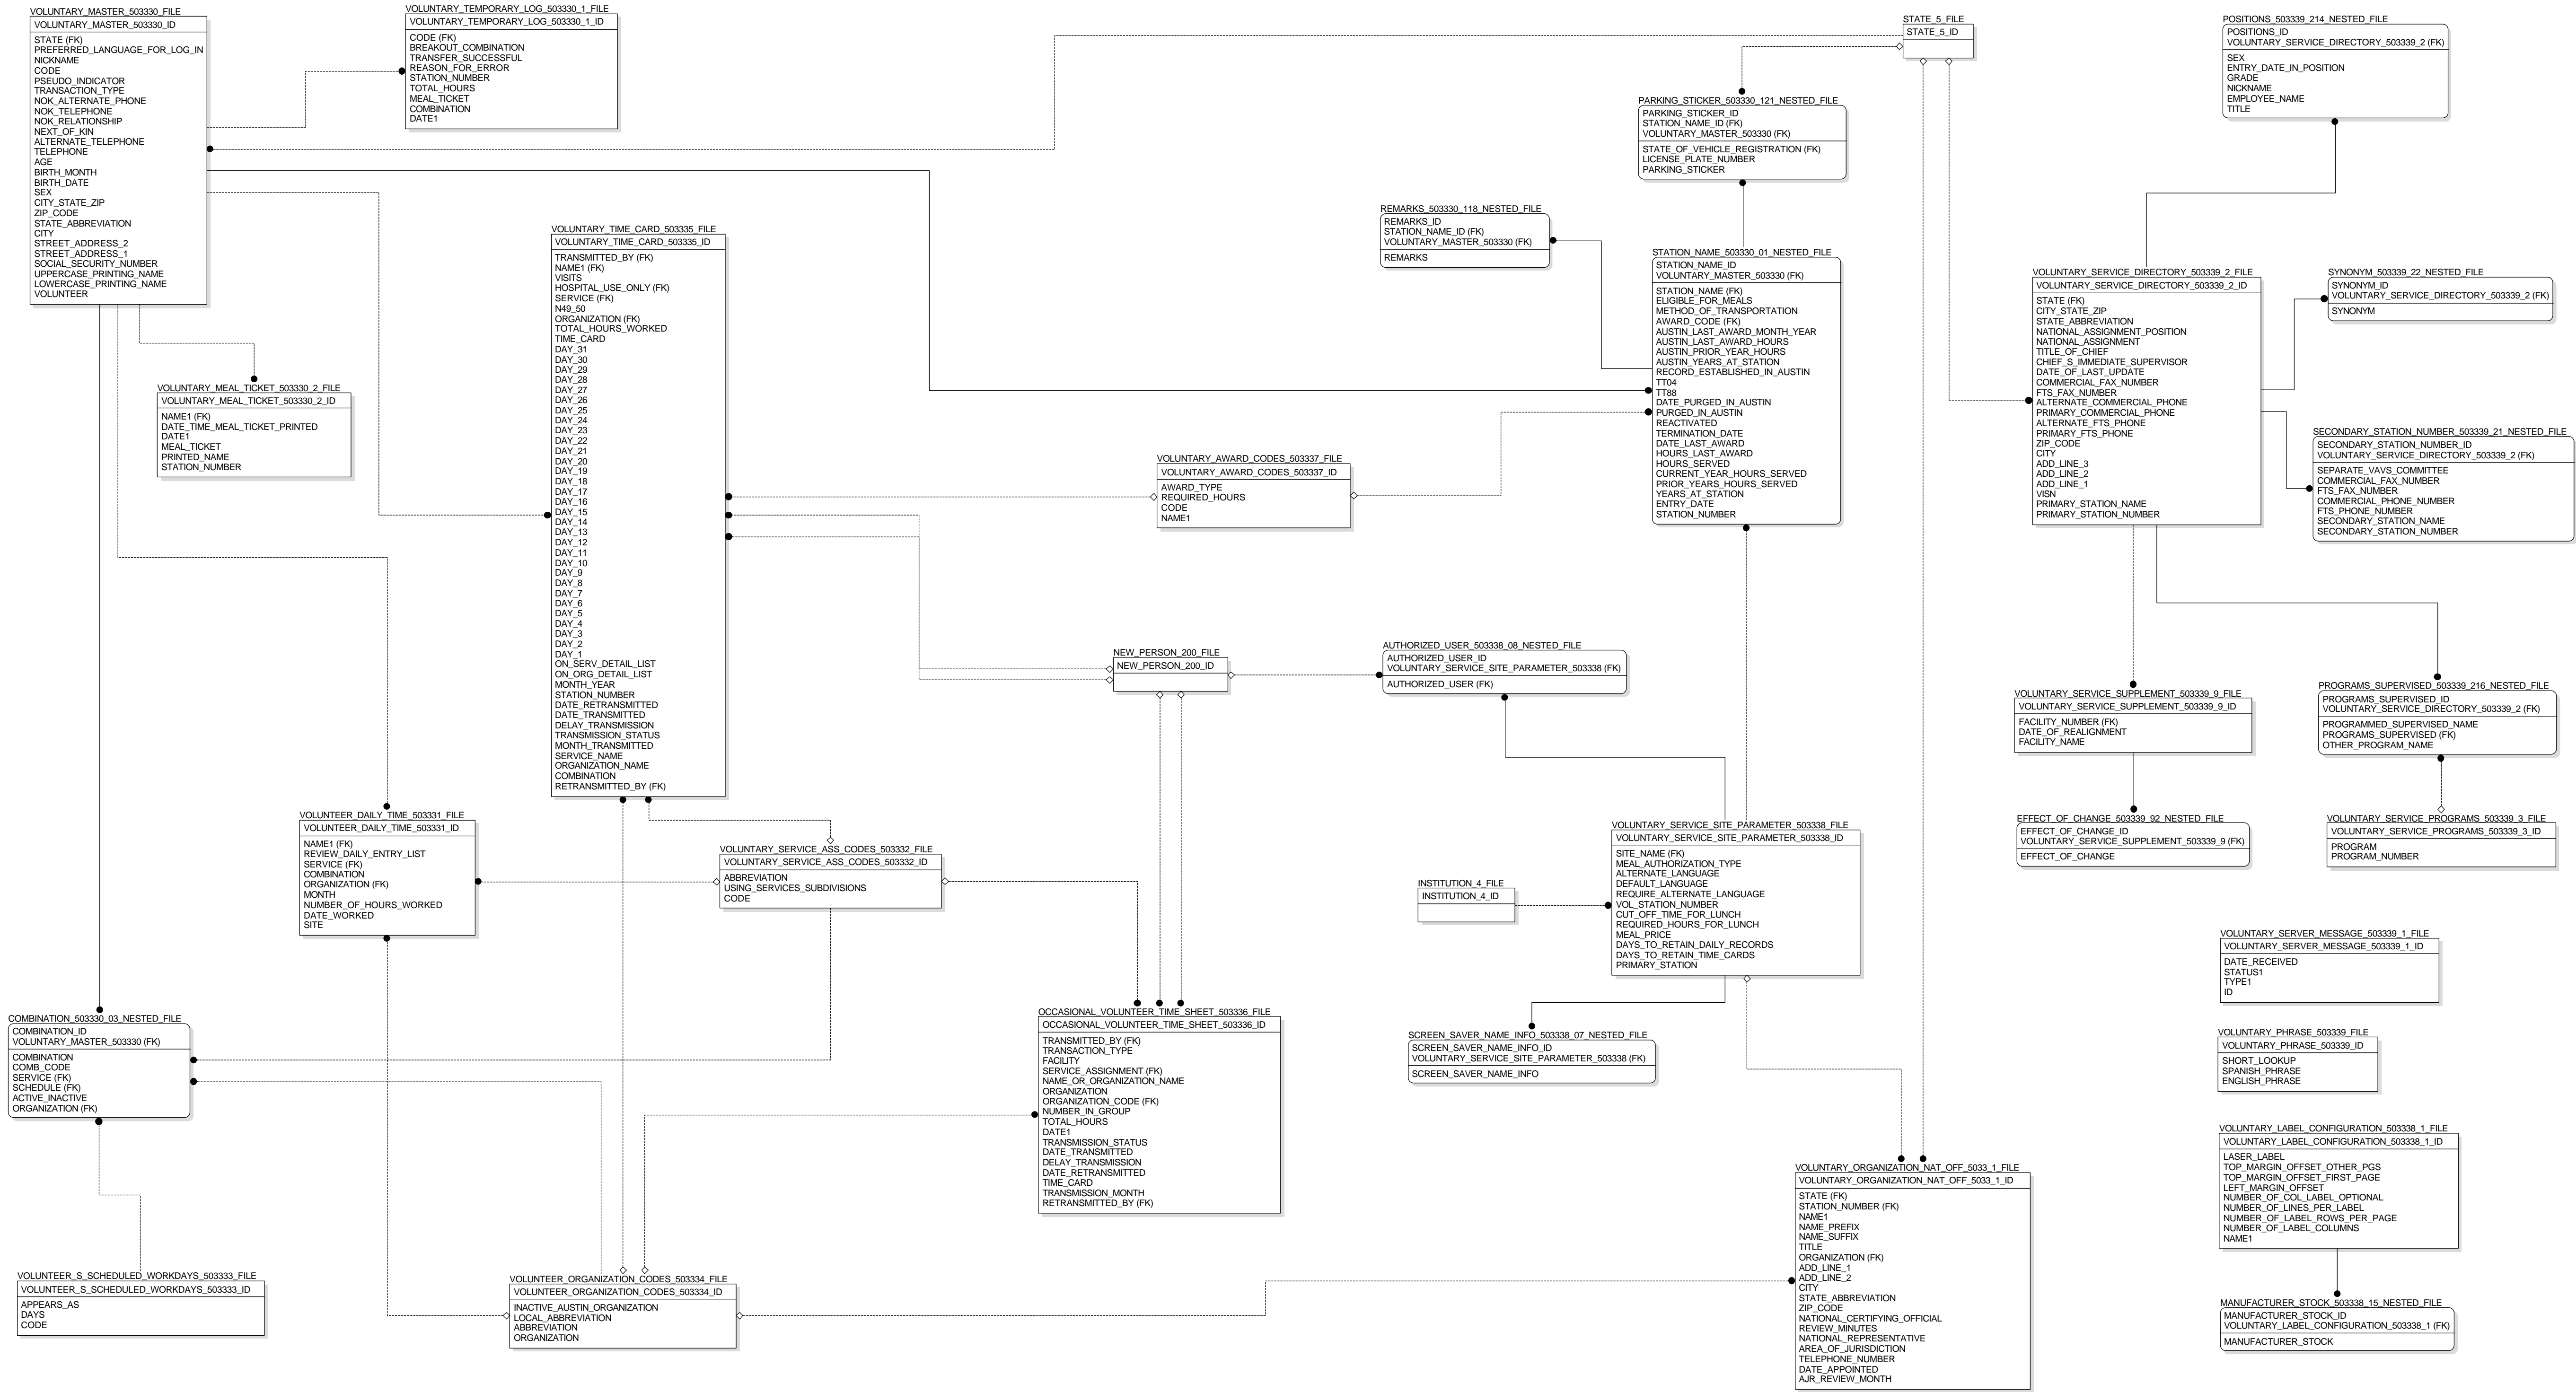 VOLUNTARY_MASTER_503330_FILE
VOLUNTARY_MASTER_503330_ID
STATE (FK)
PREFERRED_LANGUAGE_FOR_LOG_IN
NICKNAME
CODE
PSEUDO_INDICATOR
TRANSACTION_TYPE
NOK_ALTERNATE_PHONE
NOK_TELEPHONE
NOK_RELATIONSHIP
NEXT_OF_KIN
ALTERNATE_TELEPHONE
TELEPHONE
AGE
BIRTH_MONTH
BIRTH_DATE
SEX
CITY_STATE_ZIP
ZIP_CODE
STATE_ABBREVIATION
CITY
STREET_ADDRESS_2
STREET_ADDRESS_1
SOCIAL_SECURITY_NUMBER
UPPERCASE_PRINTING_NAME
LOWERCASE_PRINTING_NAME
VOLUNTEER
VOLUNTARY_TEMPORARY_LOG_503330_1_FILE
VOLUNTARY_TEMPORARY_LOG_503330_1_ID
CODE (FK)
BREAKOUT_COMBINATION
TRANSFER_SUCCESSFUL
REASON_FOR_ERROR
STATION_NUMBER
TOTAL_HOURS
MEAL_TICKET
COMBINATION
DATE1
STATE_5_FILE
STATE_5_ID
POSITIONS_503339_214_NESTED_FILE
POSITIONS_ID
VOLUNTARY_SERVICE_DIRECTORY_503339_2 (FK)
SEX
ENTRY_DATE_IN_POSITION
GRADE
NICKNAME
EMPLOYEE_NAME
TITLE
PARKING_STICKER_503330_121_NESTED_FILE
PARKING_STICKER_ID
STATION_NAME_ID (FK)
VOLUNTARY_MASTER_503330 (FK)
STATE_OF_VEHICLE_REGISTRATION (FK)
LICENSE_PLATE_NUMBER
PARKING_STICKER
REMARKS_503330_118_NESTED_FILE
REMARKS_ID
STATION_NAME_ID (FK)
VOLUNTARY_MASTER_503330 (FK)
REMARKS
VOLUNTARY_TIME_CARD_503335_FILE
VOLUNTARY_TIME_CARD_503335_ID
TRANSMITTED_BY (FK)
NAME1 (FK)
VISITS
HOSPITAL_USE_ONLY (FK)
SERVICE (FK)
N49_50
ORGANIZATION (FK)
TOTAL_HOURS_WORKED
TIME_CARD
DAY_31
DAY_30
DAY_29
DAY_28
DAY_27
DAY_26
DAY_25
DAY_24
DAY_23
DAY_22
DAY_21
DAY_20
DAY_19
DAY_18
DAY_17
DAY_16
DAY_15
DAY_14
DAY_13
DAY_12
DAY_11
DAY_10
DAY_9
DAY_8
DAY_7
DAY_6
DAY_5
DAY_4
DAY_3
DAY_2
DAY_1
ON_SERV_DETAIL_LIST
ON_ORG_DETAIL_LIST
MONTH_YEAR
STATION_NUMBER
DATE_RETRANSMITTED
DATE_TRANSMITTED
DELAY_TRANSMISSION
TRANSMISSION_STATUS
MONTH_TRANSMITTED
SERVICE_NAME
ORGANIZATION_NAME
COMBINATION
RETRANSMITTED_BY (FK)
STATION_NAME_503330_01_NESTED_FILE
STATION_NAME_ID
VOLUNTARY_MASTER_503330 (FK)
STATION_NAME (FK)
ELIGIBLE_FOR_MEALS
METHOD_OF_TRANSPORTATION
AWARD_CODE (FK)
AUSTIN_LAST_AWARD_MONTH_YEAR
AUSTIN_LAST_AWARD_HOURS
AUSTIN_PRIOR_YEAR_HOURS
AUSTIN_YEARS_AT_STATION
RECORD_ESTABLISHED_IN_AUSTIN
TT04
TT88
DATE_PURGED_IN_AUSTIN
PURGED_IN_AUSTIN
REACTIVATED
TERMINATION_DATE
DATE_LAST_AWARD
HOURS_LAST_AWARD
HOURS_SERVED
CURRENT_YEAR_HOURS_SERVED
PRIOR_YEARS_HOURS_SERVED
YEARS_AT_STATION
ENTRY_DATE
STATION_NUMBER
VOLUNTARY_SERVICE_DIRECTORY_503339_2_FILE
VOLUNTARY_SERVICE_DIRECTORY_503339_2_ID
STATE (FK)
CITY_STATE_ZIP
STATE_ABBREVIATION
NATIONAL_ASSIGNMENT_POSITION
NATIONAL_ASSIGNMENT
TITLE_OF_CHIEF
CHIEF_S_IMMEDIATE_SUPERVISOR
DATE_OF_LAST_UPDATE
COMMERCIAL_FAX_NUMBER
FTS_FAX_NUMBER
ALTERNATE_COMMERCIAL_PHONE
PRIMARY_COMMERCIAL_PHONE
ALTERNATE_FTS_PHONE
PRIMARY_FTS_PHONE
ZIP_CODE
CITY
ADD_LINE_3
ADD_LINE_2
ADD_LINE_1
VISN
PRIMARY_STATION_NAME
PRIMARY_STATION_NUMBER
SYNONYM_503339_22_NESTED_FILE
SYNONYM_ID
VOLUNTARY_SERVICE_DIRECTORY_503339_2 (FK)
SYNONYM
VOLUNTARY_MEAL_TICKET_503330_2_FILE
VOLUNTARY_MEAL_TICKET_503330_2_ID
NAME1 (FK)
DATE_TIME_MEAL_TICKET_PRINTED
DATE1
MEAL_TICKET
PRINTED_NAME
STATION_NUMBER
SECONDARY_STATION_NUMBER_503339_21_NESTED_FILE
SECONDARY_STATION_NUMBER_ID
VOLUNTARY_SERVICE_DIRECTORY_503339_2 (FK)
SEPARATE_VAVS_COMMITTEE
COMMERCIAL_FAX_NUMBER
FTS_FAX_NUMBER
COMMERCIAL_PHONE_NUMBER
FTS_PHONE_NUMBER
SECONDARY_STATION_NAME
SECONDARY_STATION_NUMBER
VOLUNTARY_AWARD_CODES_503337_FILE
VOLUNTARY_AWARD_CODES_503337_ID
AWARD_TYPE
REQUIRED_HOURS
CODE
NAME1
NEW_PERSON_200_FILE
NEW_PERSON_200_ID
AUTHORIZED_USER_503338_08_NESTED_FILE
AUTHORIZED_USER_ID
VOLUNTARY_SERVICE_SITE_PARAMETER_503338 (FK)
AUTHORIZED_USER (FK)
VOLUNTARY_SERVICE_SUPPLEMENT_503339_9_FILE
VOLUNTARY_SERVICE_SUPPLEMENT_503339_9_ID
FACILITY_NUMBER (FK)
DATE_OF_REALIGNMENT
FACILITY_NAME
PROGRAMS_SUPERVISED_503339_216_NESTED_FILE
PROGRAMS_SUPERVISED_ID
VOLUNTARY_SERVICE_DIRECTORY_503339_2 (FK)
PROGRAMMED_SUPERVISED_NAME
PROGRAMS_SUPERVISED (FK)
OTHER_PROGRAM_NAME
VOLUNTEER_DAILY_TIME_503331_FILE
VOLUNTEER_DAILY_TIME_503331_ID
NAME1 (FK)
REVIEW_DAILY_ENTRY_LIST
SERVICE (FK)
COMBINATION
ORGANIZATION (FK)
MONTH
NUMBER_OF_HOURS_WORKED
DATE_WORKED
SITE
VOLUNTARY_SERVICE_ASS_CODES_503332_FILE
VOLUNTARY_SERVICE_ASS_CODES_503332_ID
ABBREVIATION
USING_SERVICES_SUBDIVISIONS
CODE
VOLUNTARY_SERVICE_SITE_PARAMETER_503338_FILE
VOLUNTARY_SERVICE_SITE_PARAMETER_503338_ID
SITE_NAME (FK)
MEAL_AUTHORIZATION_TYPE
ALTERNATE_LANGUAGE
DEFAULT_LANGUAGE
REQUIRE_ALTERNATE_LANGUAGE
VOL_STATION_NUMBER
CUT_OFF_TIME_FOR_LUNCH
REQUIRED_HOURS_FOR_LUNCH
MEAL_PRICE
DAYS_TO_RETAIN_DAILY_RECORDS
DAYS_TO_RETAIN_TIME_CARDS
PRIMARY_STATION
EFFECT_OF_CHANGE_503339_92_NESTED_FILE
EFFECT_OF_CHANGE_ID
VOLUNTARY_SERVICE_SUPPLEMENT_503339_9 (FK)
EFFECT_OF_CHANGE
VOLUNTARY_SERVICE_PROGRAMS_503339_3_FILE
VOLUNTARY_SERVICE_PROGRAMS_503339_3_ID
PROGRAM
PROGRAM_NUMBER
INSTITUTION_4_FILE
INSTITUTION_4_ID
VOLUNTARY_SERVER_MESSAGE_503339_1_FILE
VOLUNTARY_SERVER_MESSAGE_503339_1_ID
DATE_RECEIVED
STATUS1
TYPE1
ID
COMBINATION_503330_03_NESTED_FILE
COMBINATION_ID
VOLUNTARY_MASTER_503330 (FK)
COMBINATION
COMB_CODE
SERVICE (FK)
SCHEDULE (FK)
ACTIVE_INACTIVE
ORGANIZATION (FK)
OCCASIONAL_VOLUNTEER_TIME_SHEET_503336_FILE
OCCASIONAL_VOLUNTEER_TIME_SHEET_503336_ID
TRANSMITTED_BY (FK)
TRANSACTION_TYPE
FACILITY
SERVICE_ASSIGNMENT (FK)
NAME_OR_ORGANIZATION_NAME
ORGANIZATION
ORGANIZATION_CODE (FK)
NUMBER_IN_GROUP
TOTAL_HOURS
DATE1
TRANSMISSION_STATUS
DATE_TRANSMITTED
DELAY_TRANSMISSION
DATE_RETRANSMITTED
TIME_CARD
TRANSMISSION_MONTH
RETRANSMITTED_BY (FK)
SCREEN_SAVER_NAME_INFO_503338_07_NESTED_FILE
SCREEN_SAVER_NAME_INFO_ID
VOLUNTARY_SERVICE_SITE_PARAMETER_503338 (FK)
SCREEN_SAVER_NAME_INFO
VOLUNTARY_PHRASE_503339_FILE
VOLUNTARY_PHRASE_503339_ID
SHORT_LOOKUP
SPANISH_PHRASE
ENGLISH_PHRASE
VOLUNTARY_LABEL_CONFIGURATION_503338_1_FILE
VOLUNTARY_LABEL_CONFIGURATION_503338_1_ID
LASER_LABEL
TOP_MARGIN_OFFSET_OTHER_PGS
TOP_MARGIN_OFFSET_FIRST_PAGE
LEFT_MARGIN_OFFSET
NUMBER_OF_COL_LABEL_OPTIONAL
NUMBER_OF_LINES_PER_LABEL
NUMBER_OF_LABEL_ROWS_PER_PAGE
NUMBER_OF_LABEL_COLUMNS
NAME1
VOLUNTARY_ORGANIZATION_NAT_OFF_5033_1_FILE
VOLUNTARY_ORGANIZATION_NAT_OFF_5033_1_ID
STATE (FK)
STATION_NUMBER (FK)
NAME1
NAME_PREFIX
NAME_SUFFIX
TITLE
ORGANIZATION (FK)
ADD_LINE_1
ADD_LINE_2
CITY
STATE_ABBREVIATION
ZIP_CODE
NATIONAL_CERTIFYING_OFFICIAL
REVIEW_MINUTES
NATIONAL_REPRESENTATIVE
AREA_OF_JURISDICTION
TELEPHONE_NUMBER
DATE_APPOINTED
AJR_REVIEW_MONTH
VOLUNTEER_S_SCHEDULED_WORKDAYS_503333_FILE
VOLUNTEER_S_SCHEDULED_WORKDAYS_503333_ID
APPEARS_AS
DAYS
CODE
VOLUNTEER_ORGANIZATION_CODES_503334_FILE
VOLUNTEER_ORGANIZATION_CODES_503334_ID
INACTIVE_AUSTIN_ORGANIZATION
LOCAL_ABBREVIATION
ABBREVIATION
ORGANIZATION
MANUFACTURER_STOCK_503338_15_NESTED_FILE
MANUFACTURER_STOCK_ID
VOLUNTARY_LABEL_CONFIGURATION_503338_1 (FK)
MANUFACTURER_STOCK